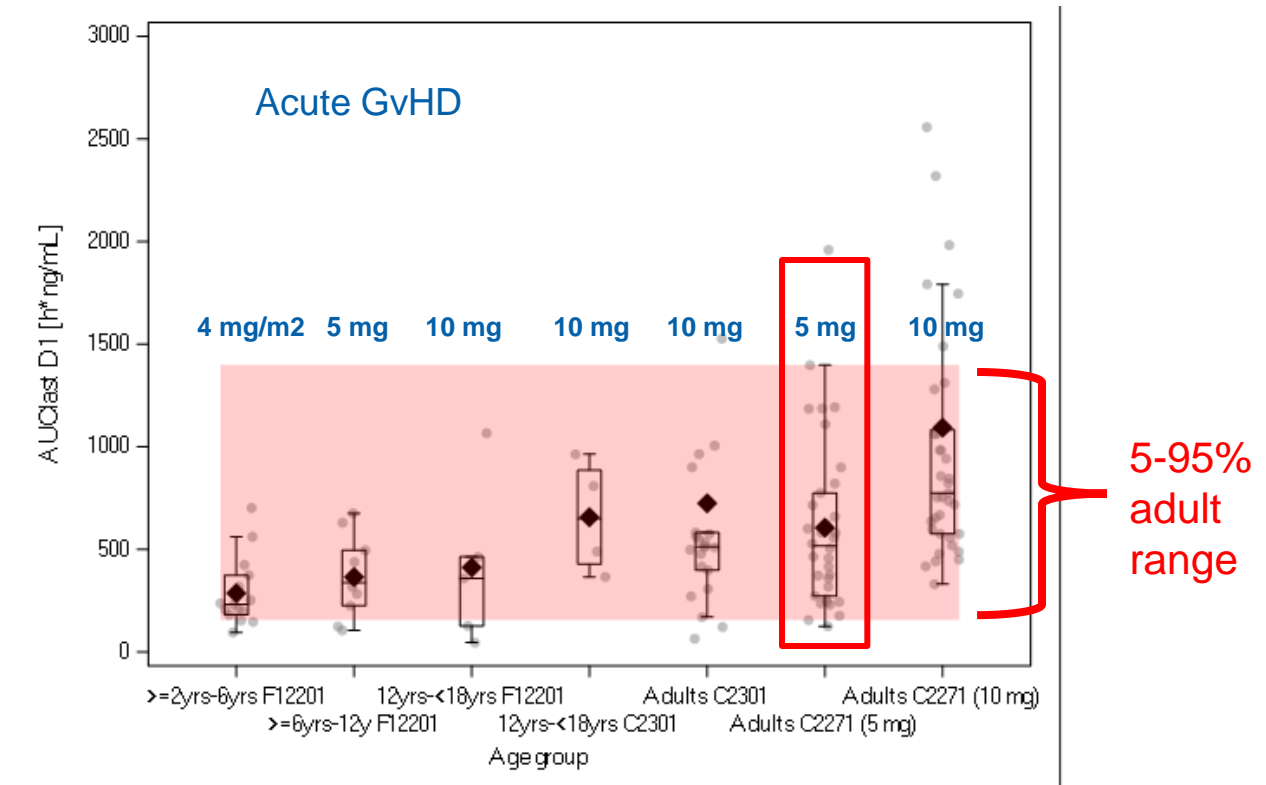 Acute GvHD
3000
2500
2000
1500
1000
500
0
AUClast D1 [h*ng/mL]
4 mg/m2 5 mg 10 mg 10 mg 10 mg 5 mg 10 mg
5-95%
adult
range
>=2yrs-6yrs F12201 12yrs-<18yrs F12201 Adults C2301 Adults C2271 (10 mg)
>=6yrs-12y F12201 12yrs-<18yrs C2301 Adults C2271 (5 mg)
Age group